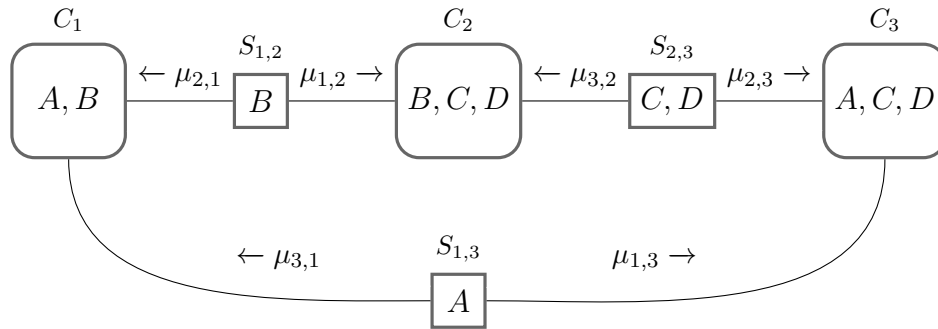 C_1 C_2 C_3
S_{1,2} S_{2,3}
← μ_{2,1} μ_{1,2} → ← μ_{3,2} μ_{2,3} →
A, B B B, C, D C, D A, C, D
← μ_{3,1} S_{1,3} μ_{1,3} →
A